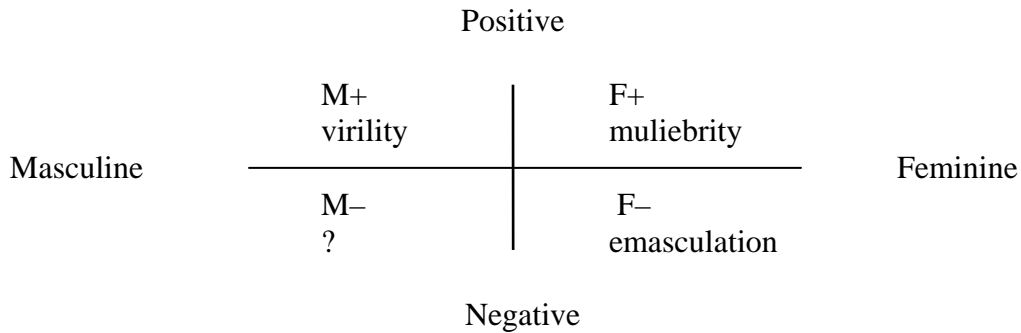 Positive
M+ F+
virility muliebrity
Masculine Feminine
M– F–
? emasculation
Negative